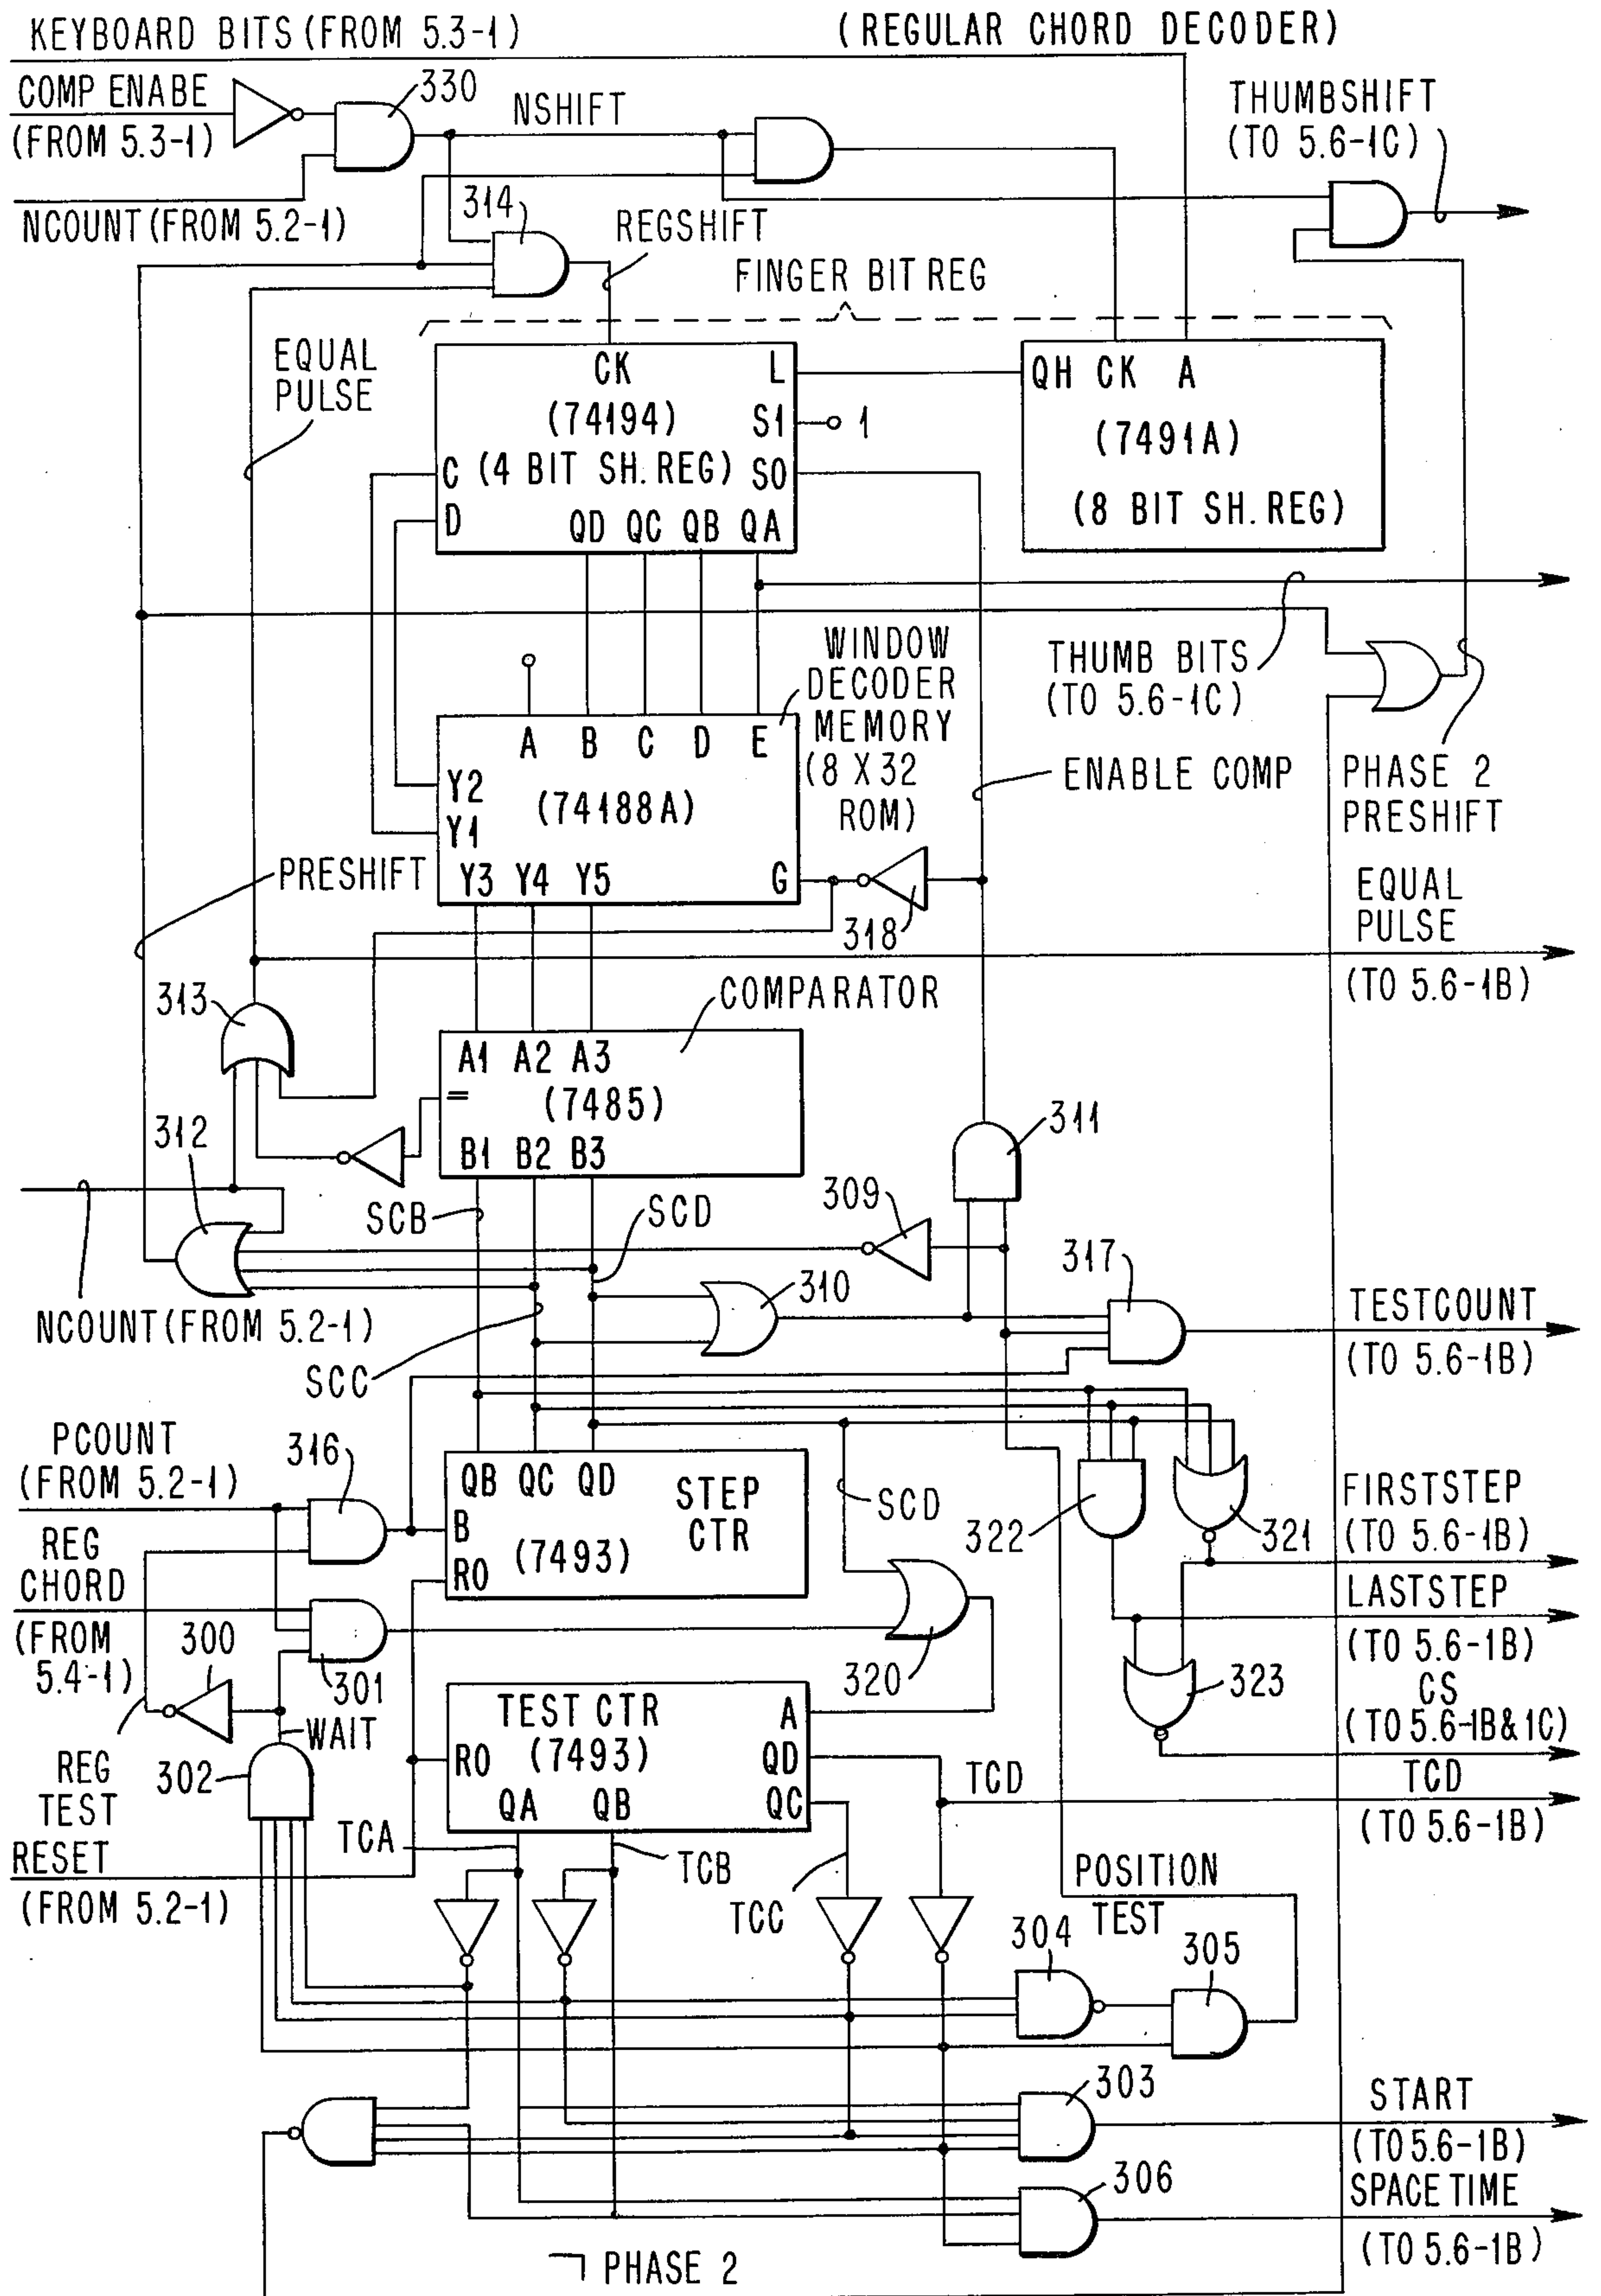 KEYBOARD BITS (FROM 5.3-1)
(REGULAR CHORD DECODER)
COMP ENABE
(FROM 5.3-1)
330
NSHIFT
THUMBSHIFT
(TO 5.6-1C)
NCOUNT (FROM 5.2-1)
314
REGSHIFT
FINGER BIT REG
EQUAL
PULSE
CK
L
(74194)
S1
1
C
(4 BIT SH. REG)
S0
D
QD QC QB QA
QH CK A
(7491A)
(8 BIT SH. REG)
WINDOW
DECODER
MEMORY
(8 X 32
ROM)
THUMB BITS
(TO 5.6-1C)
A B C D E
Y2
(74188A)
Y1
Y3 Y4 Y5
G
ENABLE COMP
PHASE 2
PRESHIFT
PRESHIFT
318
EQUAL
PULSE
(TO 5.6-1B)
313
COMPARATOR
A1 A2 A3
=
(7485)
B1 B2 B3
311
312
SCB
SCD
309
317
NCOUNT (FROM 5.2-1)
310
TESTCOUNT
(TO 5.6-1B)
SCC
PCOUNT
(FROM 5.2-1)
316
QB QC QD
STEP
CTR
B
(7493)
R0
SCD
322
321
FIRSTSTEP
(TO 5.6-1B)
REG
CHORD
(FROM
5.4-1)
300
301
320
LASTSTEP
(TO 5.6-1B)
323
CS
(TO 5.6-1B & 1C)
WAIT
TEST CTR
A
(7493)
R0
QD
QA QB
QC
REG
TEST
302
TCD
TCD
(TO 5.6-1B)
RESET
(FROM 5.2-1)
TCA
TCB
TCC
POSITION
TEST
304
305
303
START
(TO 5.6-1B)
306
SPACE TIME
(TO 5.6-1B)
¬ PHASE 2